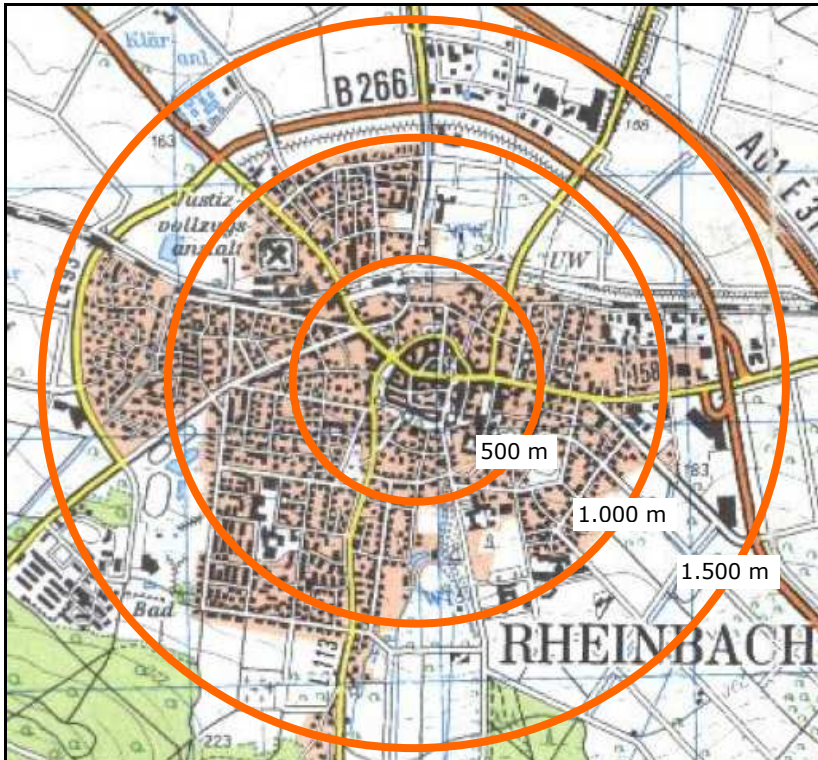 Klär-
anl.
B 266
163
168
A61 E31
Justiz-
vollzugs-
anstalt
UW
L 493
L 158
500 m
183
1.000 m
1.500 m
Bad
RHEINBACH
L 113
223